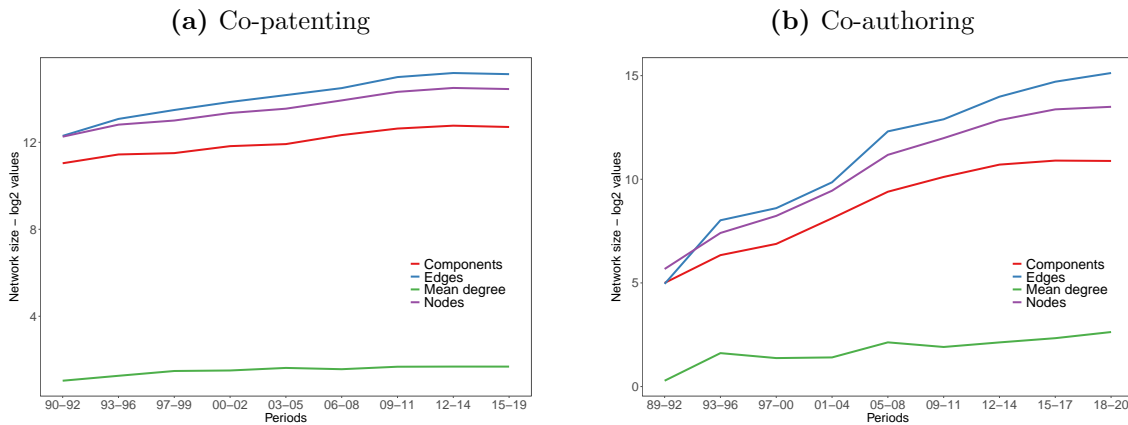 (a) Co-patenting
12
8
4
Network size − log2 values
Components
Edges
Mean degree
Nodes
90−92 93−96 97−99 00−02 03−05 06−08 09−11 12−14 15−19
Periods
(b) Co-authoring
15
10
5
0
Network size − log2 values
Components
Edges
Mean degree
Nodes
89−92 93−96 97−00 01−04 05−08 09−11 12−14 15−17 18−20
Periods